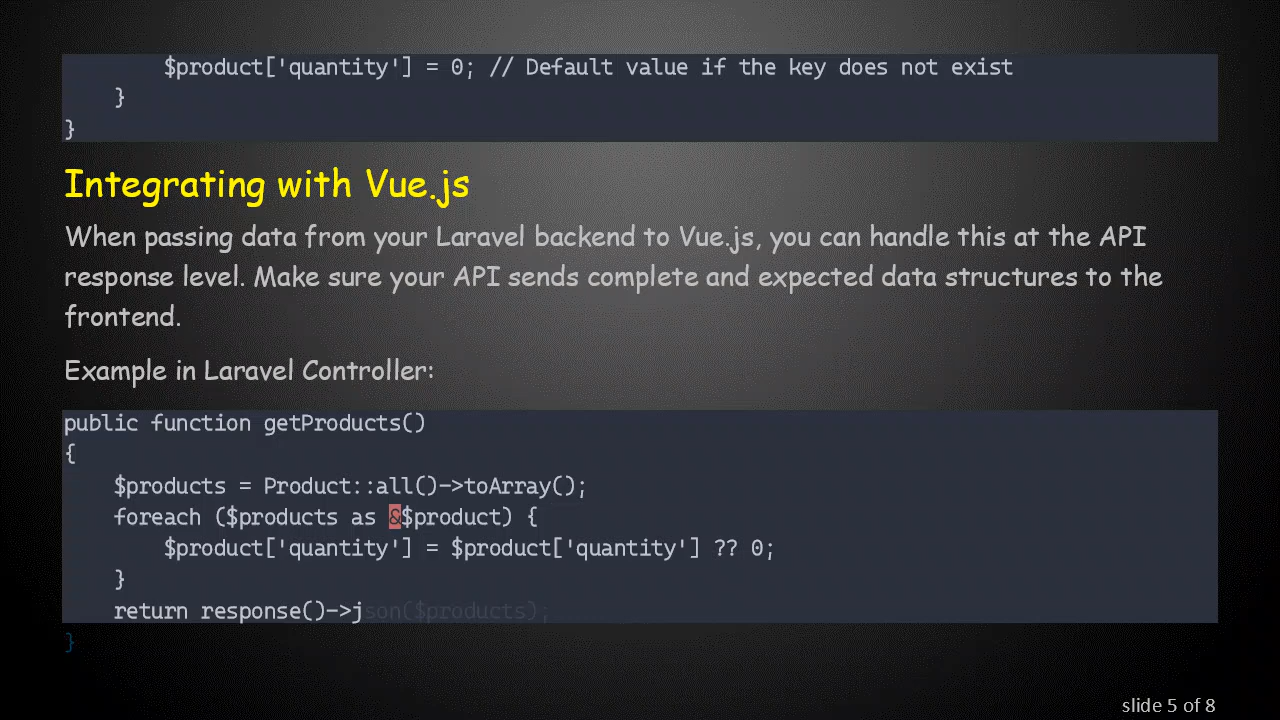 $product['quantity'] = 0; // Default value if the key does not exist
}
}
Integrating with Vue.js
When passing data from your Laravel backend to Vue.js, you can handle this at the API
response level. Make sure your API sends complete and expected data structures to the
frontend.
Example in Laravel Controller:
public function getProducts()
{
$products = Product::all()->toArray();
foreach ($products as &$product) {
$product['quantity'] = $product['quantity'] ?? 0;
}
return response()->json($products);
}
slide 5 of 8